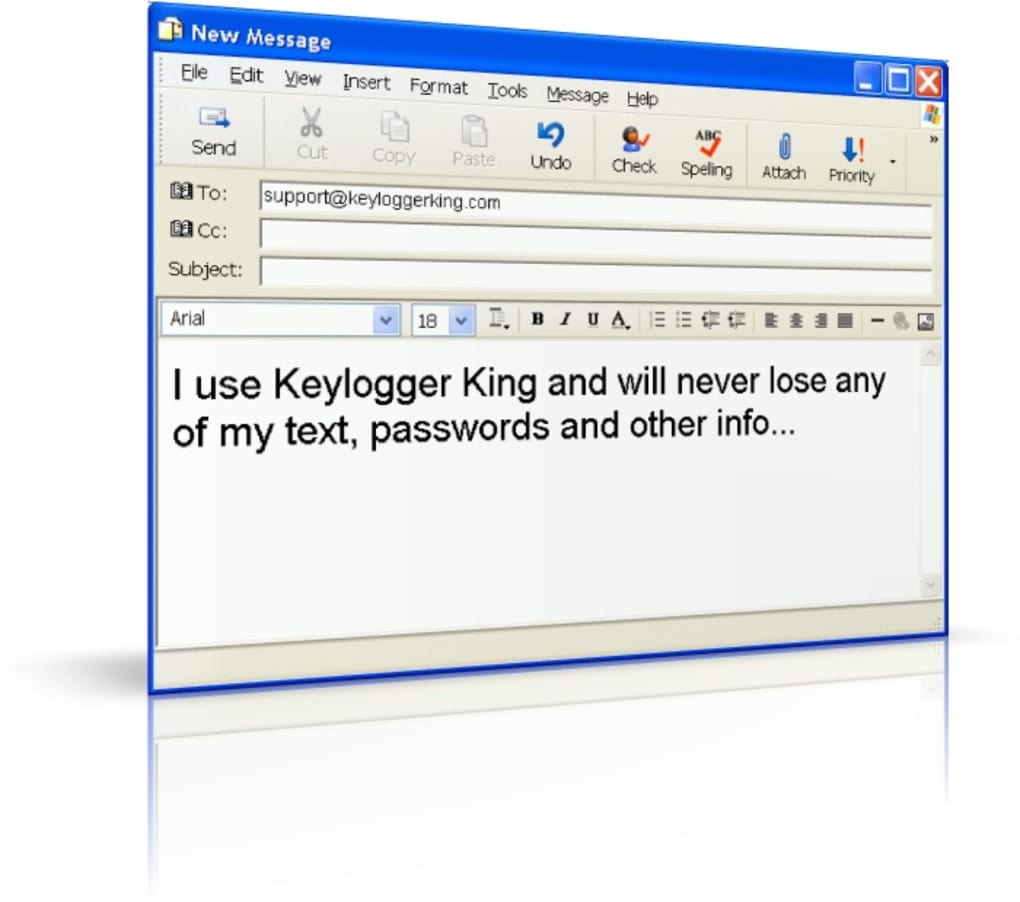 New Message
File Edit View Insert Format Tools Message Help
Send Cut Copy Paste Undo Check Spelling Attach Priority
ABC
»
To: support@keyloggerking.com
Cc:
Subject:
Arial 18 B I U A
I use Keylogger King and will never lose any
of my text, passwords and other info...